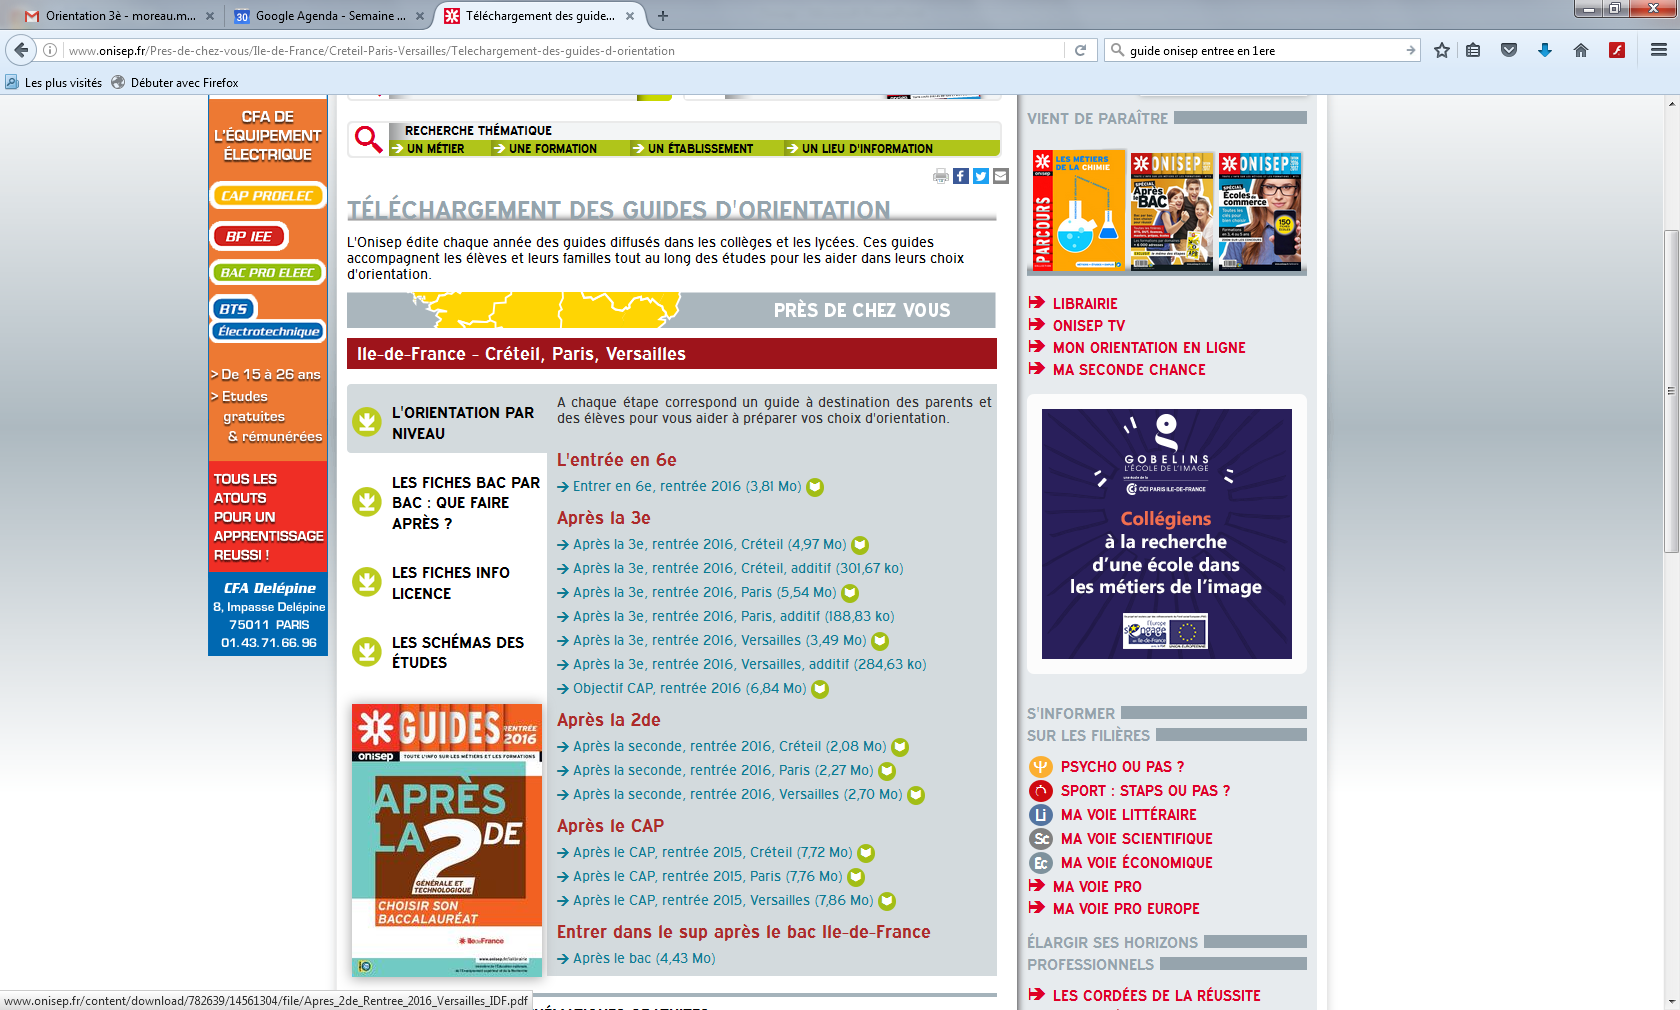 Orientation 3è - moreau.m...
Google Agenda - Semaine ...
Téléchargement des guide...
www.onisep.fr/Pres-de-chez-vous/Ile-de-France/Creteil-Paris-Versailles/Telechargement-des-guides-d-orientation
guide onisep entree en 1ere
Les plus visités
Débuter avec Firefox
CFA DE
L'ÉQUIPEMENT
ÉLECTRIQUE
CAP PROELEC
BP IEE
BAC PRO ELEEC
BTS
Électrotechnique
> De 15 à 26 ans
> Etudes
gratuites
& rémunérées
TOUS LES
ATOUTS
POUR UN
APPRENTISSAGE
REUSSI !
CFA Delépine
8, Impasse Delépine
75011 PARIS
01.43.71.66.96
RECHERCHE THÉMATIQUE
UN MÉTIER
UNE FORMATION
UN ÉTABLISSEMENT
UN LIEU D'INFORMATION
TÉLÉCHARGEMENT DES GUIDES D'ORIENTATION
L'Onisep édite chaque année des guides diffusés dans les collèges et les lycées. Ces guides
accompagnent les élèves et leurs familles tout au long des études pour les aider dans leurs choix
d'orientation.
PRÈS DE CHEZ VOUS
Ile-de-France - Créteil, Paris, Versailles
L'ORIENTATION PAR
NIVEAU
LES FICHES BAC PAR
BAC : QUE FAIRE
APRÈS ?
LES FICHES INFO
LICENCE
LES SCHÉMAS DES
ÉTUDES
GUIDES
RENTRÉE
2016
onisep
TOUTE L'INFO SUR LES MÉTIERS ET LES FORMATIONS
APRÈS
LA 2DE
GÉNÉRALE ET
TECHNOLOGIQUE
CHOISIR SON
BACCALAURÉAT
îledeFrance
A chaque étape correspond un guide à destination des parents et
des élèves pour vous aider à préparer vos choix d'orientation.
L'entrée en 6e
Entrer en 6e, rentrée 2016 (3,81 Mo)
Après la 3e
Après la 3e, rentrée 2016, Créteil (4,97 Mo)
Après la 3e, rentrée 2016, Créteil, additif (301,67 ko)
Après la 3e, rentrée 2016, Paris (5,54 Mo)
Après la 3e, rentrée 2016, Paris, additif (188,83 ko)
Après la 3e, rentrée 2016, Versailles (3,49 Mo)
Après la 3e, rentrée 2016, Versailles, additif (284,63 ko)
Objectif CAP, rentrée 2016 (6,84 Mo)
Après la 2de
Après la seconde, rentrée 2016, Créteil (2,08 Mo)
Après la seconde, rentrée 2016, Paris (2,27 Mo)
Après la seconde, rentrée 2016, Versailles (2,70 Mo)
Après le CAP
Après le CAP, rentrée 2015, Créteil (7,72 Mo)
Après le CAP, rentrée 2015, Paris (7,76 Mo)
Après le CAP, rentrée 2015, Versailles (7,86 Mo)
Entrer dans le sup après le bac Ile-de-France
Après le bac (4,43 Mo)
VIENT DE PARAÎTRE
onisep
LES MÉTIERS
DE LA CHIMIE
PARCOURS
ONISEP
SPÉCIAL
Après
le BAC
ONISEP
SPÉCIAL
Écoles de
commerce
150
LIBRAIRIE
ONISEP TV
MON ORIENTATION EN LIGNE
MA SECONDE CHANCE
GOBELINS
L'ÉCOLE DE L'IMAGE
CCI PARIS ILE-DE-FRANCE
Collégiens
à la recherche
d'une école dans
les métiers de l'image
S'INFORMER
SUR LES FILIÈRES
PSYCHO OU PAS ?
SPORT : STAPS OU PAS ?
Li MA VOIE LITTÉRAIRE
Sc MA VOIE SCIENTIFIQUE
Ec MA VOIE ÉCONOMIQUE
MA VOIE PRO
MA VOIE PRO EUROPE
ÉLARGIR SES HORIZONS
PROFESSIONNELS
LES CORDÉES DE LA RÉUSSITE
www.onisep.fr/content/download/782639/14561304/file/Apres_2de_Rentree_2016_Versailles_IDF.pdf